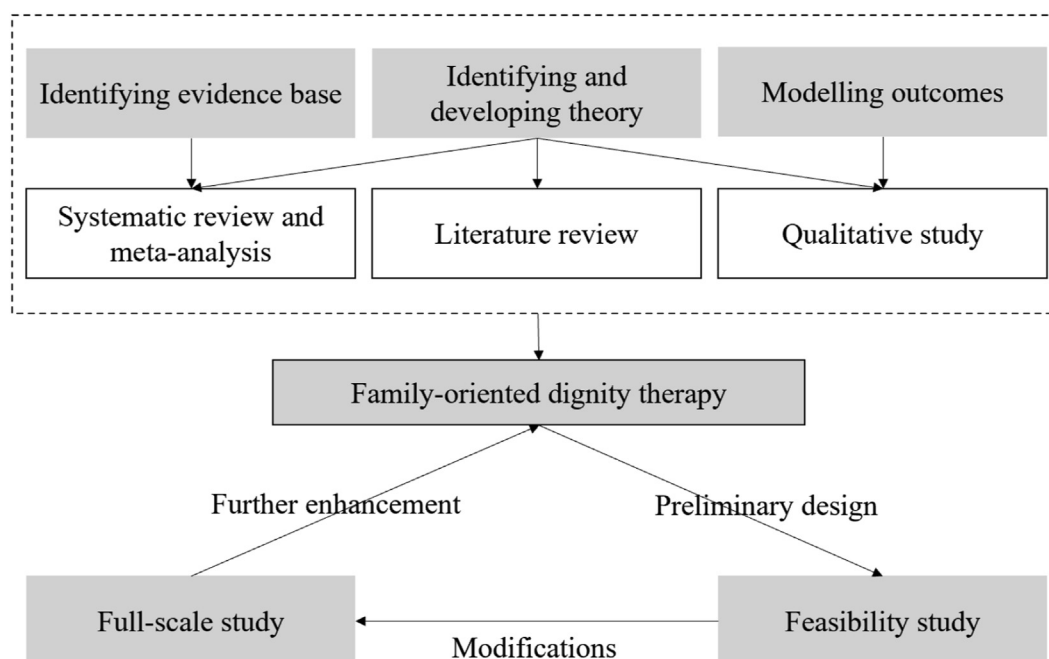 Identifying evidence base
Identifying and
developing theory
Modelling outcomes
Systematic review and
meta-analysis
Literature review
Qualitative study
Family-oriented dignity therapy
Further enhancement
Preliminary design
Full-scale study
Modifications
Feasibility study